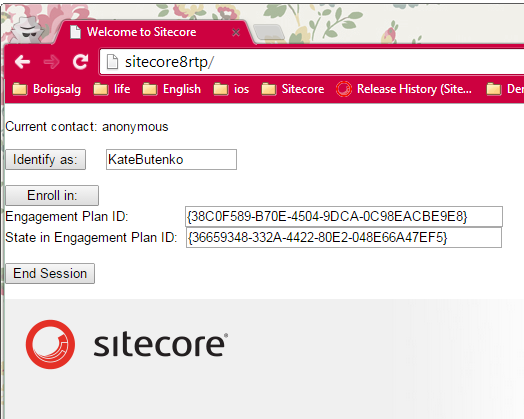 Welcome to Sitecore
sitecore8rtp/
Boligsalg life English ios Sitecore Release History (Site... Der
Current contact: anonymous
Identify as: KateButenko
Enroll in:
Engagement Plan ID: {38C0F589-B70E-4504-9DCA-0C98EACBE9E8}
State in Engagement Plan ID: {36659348-332A-4422-80E2-048E66A47EF5}
End Session
sitecore